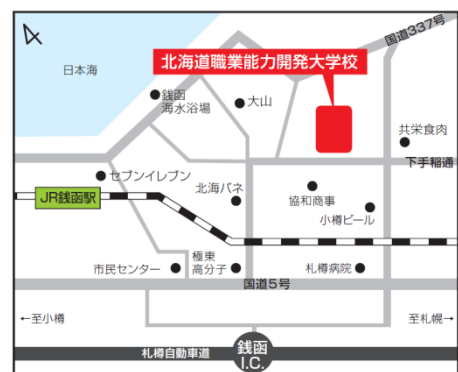 国道337号
日本海
北海道職業能力開発大学校
銭函
海水浴場
大山
共栄食肉
下手稲通
セブンイレブン
JR銭函駅
北海バネ
協和商事
小樽ビール
市民センター
極東
高分子
札樽病院
国道5号
←至小樽
至札幌→
札樽自動車道
銭函
I.C.